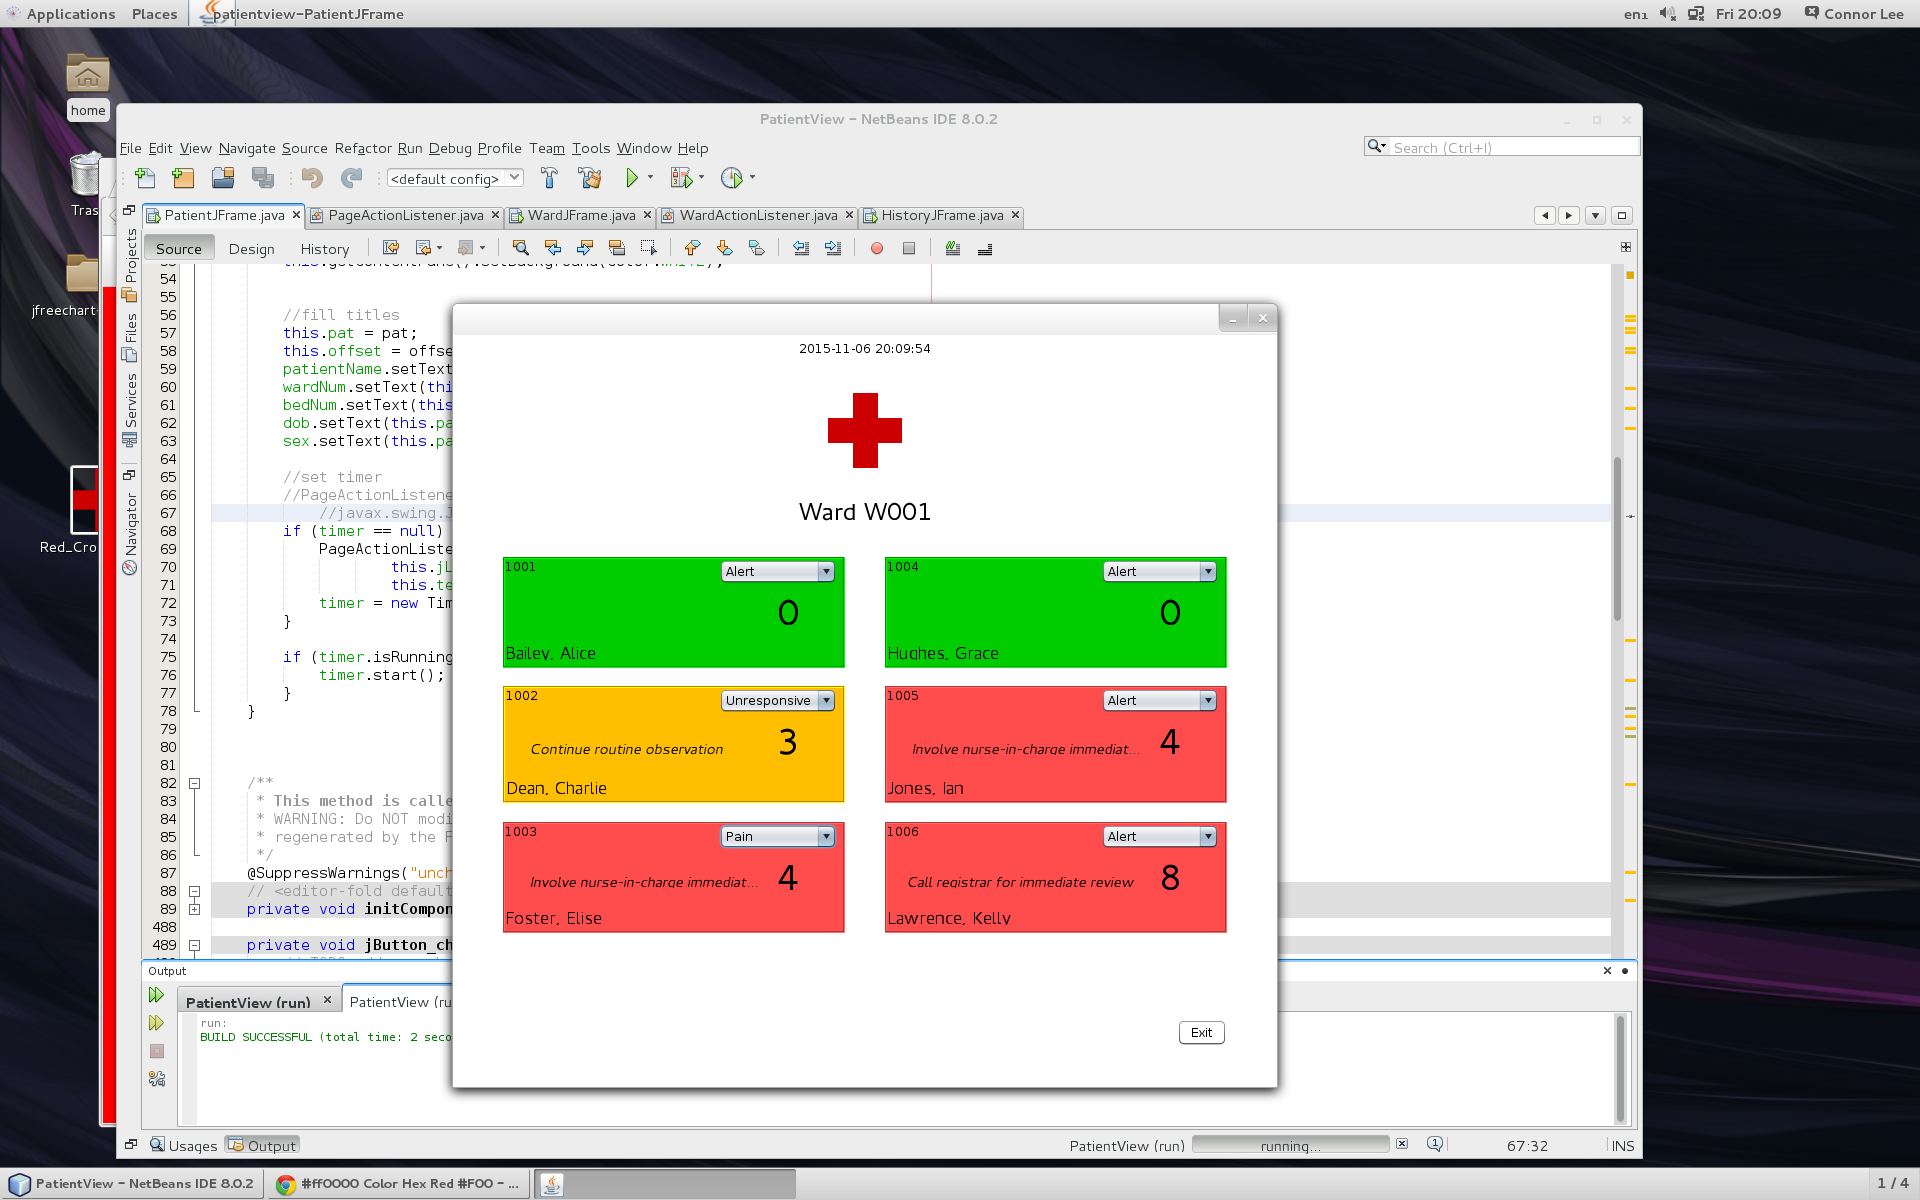 Applications Places patientview-PatientJFrame en1 Fri 20:09 Connor Lee
home
Tras
jfreechart-
Red_Cro
PatientView - NetBeans IDE 8.0.2
File Edit View Navigate Source Refactor Run Debug Profile Team Tools Window Help
Search (Ctrl+I)
<default config>
PatientJFrame.java PageActionListener.java WardJFrame.java WardActionListener.java HistoryJFrame.java
Source Design History
Projects
Files
Services
Navigator
54
55
56 //fill titles
57 this.pat = pat;
58 this.offset = offse
59 patientName.setText
60 wardNum.setText(thi
61 bedNum.setText(this
62 dob.setText(this.pa
63 sex.setText(this.pa
64
65 //set timer
66 //PageActionListene
67 //javax.swing.J
68 if (timer == null)
69 PageActionListe
70 this.jL
71 this.te
72 timer = new Tim
73 }
74
75 if (timer.isRunning
76 timer.start();
77 }
78 }
79
80
81
82 /**
83 * This method is calle
84 * WARNING: Do NOT modi
85 * regenerated by the F
86 */
87 @SuppressWarnings("unch
88 // <editor-fold default
89 private void initCompon
488
489 private void jButton_ch
2015-11-06 20:09:54
Ward W001
1001 Alert
0
Bailey, Alice
1004 Alert
0
Hughes, Grace
1002 Unresponsive
Continue routine observation 3
Dean, Charlie
1005 Alert
Involve nurse-in-charge immediat... 4
Jones, Ian
1003 Pain
Involve nurse-in-charge immediat... 4
Foster, Elise
1006 Alert
Call registrar for immediate review 8
Lawrence, Kelly
Exit
Output
PatientView (run) PatientView (ru
run:
BUILD SUCCESSFUL (total time: 2 seco
Usages Output PatientView (run) running... 1 67:32 INS
PatientView - NetBeans IDE 8.0.2 #ff0000 Color Hex Red #F00 - ... 1 / 4